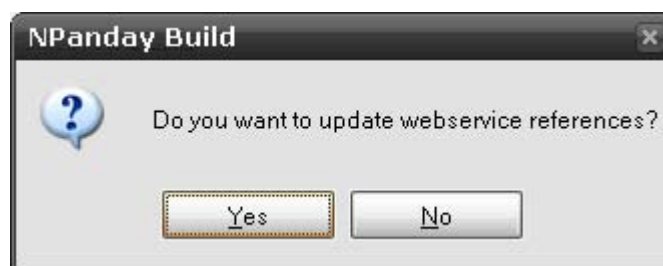 NPanday Build
Do you want to update webservice references?
Yes
No